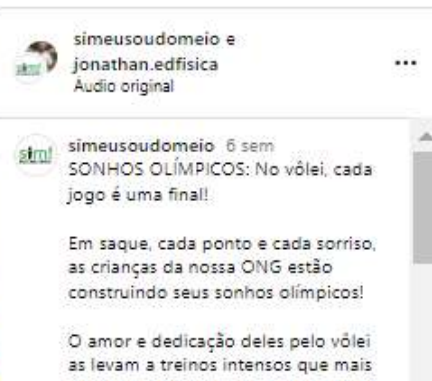 simeusoudomeio e
jonathan.edfisica
Áudio original
sim!
simeusoudomeio 6 sem
SONHOS OLÍMPICOS: No vôlei, cada
jogo é uma final!
Em saque, cada ponto e cada sorriso,
as crianças da nossa ONG estão
construindo seus sonhos olímpicos!
O amor e dedicação deles pelo vôlei
as levam a treinos intensos que mais